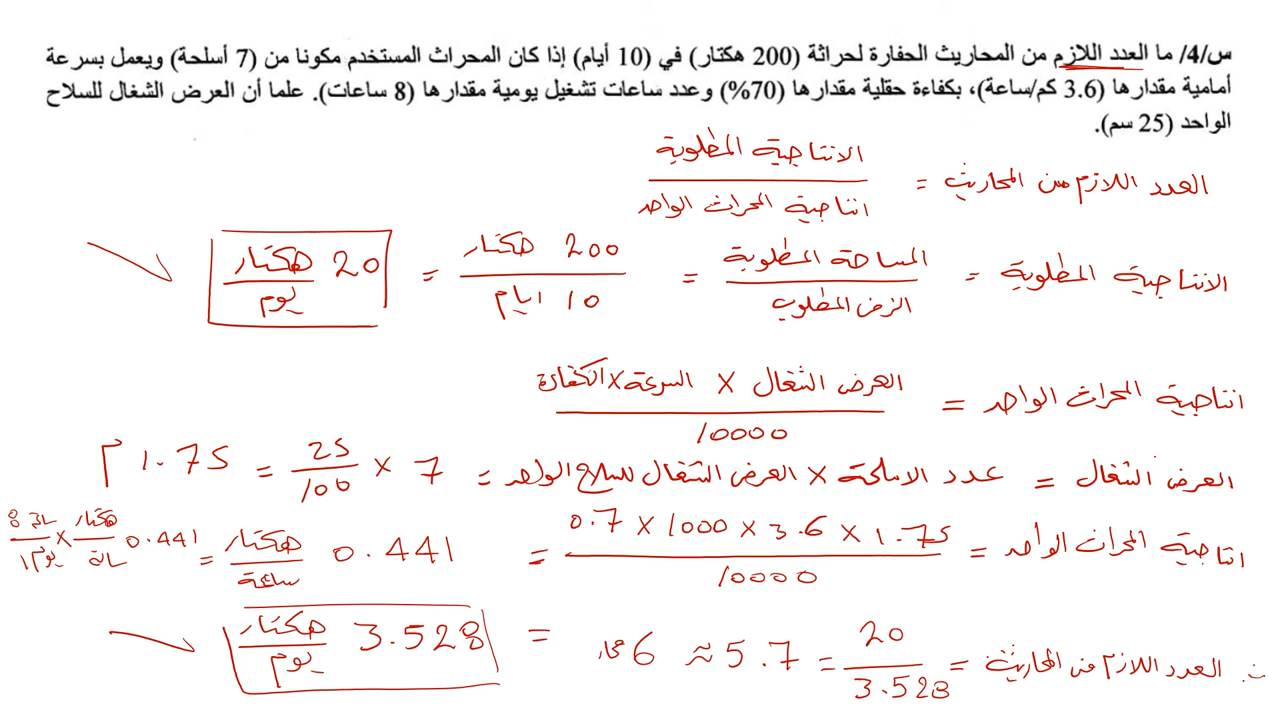 س/4/ ما العدد اللازم من المحاريث الحفارة لحراثة (200 هكتار) في (10 أيام) إذا كان المحراث المستخدم مكونا من (7 أسلحة) ويعمل بسرعة
أمامية مقدارها (3.6 كم/ساعة)، بكفاءة حقلية مقدارها (70%) وعدد ساعات تشغيل يومية مقدارها (8 ساعات). علما أن العرض الشغال للسلاح
الواحد (25 سم).
العدد اللازم من المحاريث = الانتاجية المطلوبة / انتاجية المحراث الواحد
الانتاجية المطلوبة = المساحة المطلوبة / الزمن المطلوب = 200 هكتار / 10 ايام = 20 هكتار / يوم
انتاجية المحراث الواحد = العرض الشغال × السرعة × الكفاءة / 10000
العرض الشغال = عدد الاسلحة × العرض الشغال للسلاح الواحد = 7 × 25 / 100 = 1.75 م
انتاجية المحراث الواحد = 1.75 × 3.6 × 1000 × 0.7 / 10000 = 0.441 هكتار / ساعة = 0.441 هكتار / ساعة × 8 ساعة / 1 يوم
= 3.528 هكتار / يوم
∴ العدد اللازم من المحاريث = 20 / 3.528 = 5.7 ≈ 6